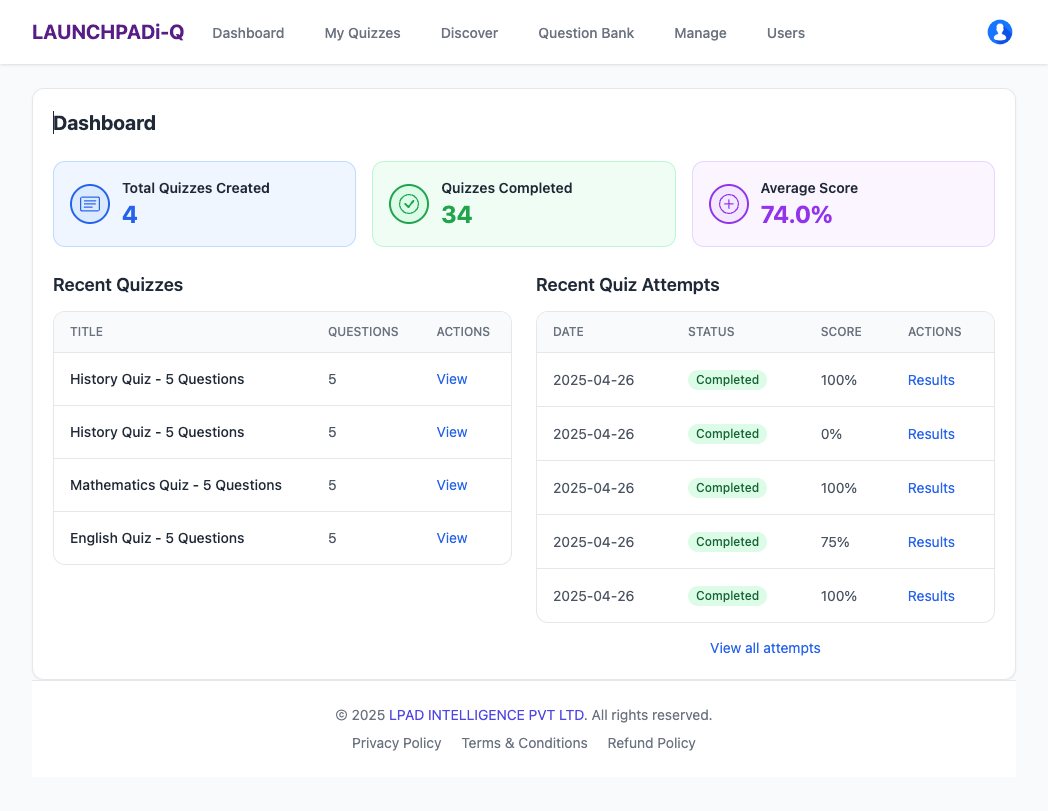 LAUNCHPADi-Q Dashboard My Quizzes Discover Question Bank Manage Users
Dashboard
Total Quizzes Created
4
Quizzes Completed
34
Average Score
74.0%
Recent Quizzes
TITLE QUESTIONS ACTIONS
History Quiz - 5 Questions 5 View
History Quiz - 5 Questions 5 View
Mathematics Quiz - 5 Questions 5 View
English Quiz - 5 Questions 5 View
Recent Quiz Attempts
DATE STATUS SCORE ACTIONS
2025-04-26 Completed 100% Results
2025-04-26 Completed 0% Results
2025-04-26 Completed 100% Results
2025-04-26 Completed 75% Results
2025-04-26 Completed 100% Results
View all attempts
© 2025 LPAD INTELLIGENCE PVT LTD. All rights reserved.
Privacy Policy Terms & Conditions Refund Policy